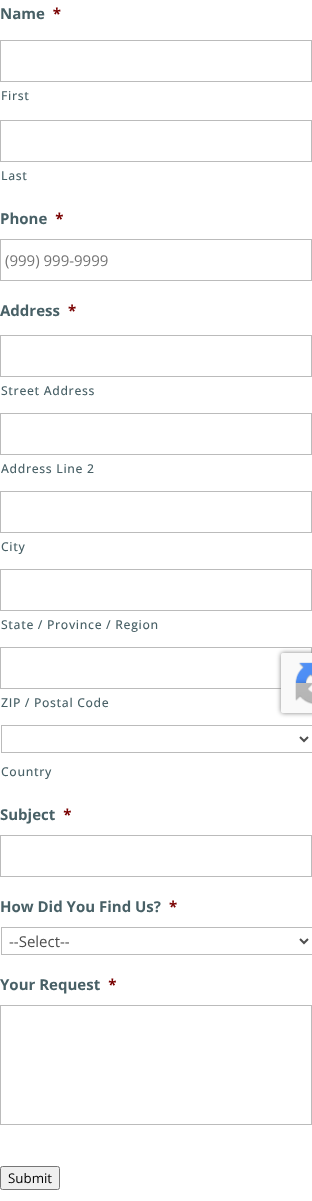 Name *
First
Last
Phone *
(999) 999-9999
Address *
Street Address
Address Line 2
City
State / Province / Region
ZIP / Postal Code
Country
Subject *
How Did You Find Us? *
--Select--
Your Request *
Submit